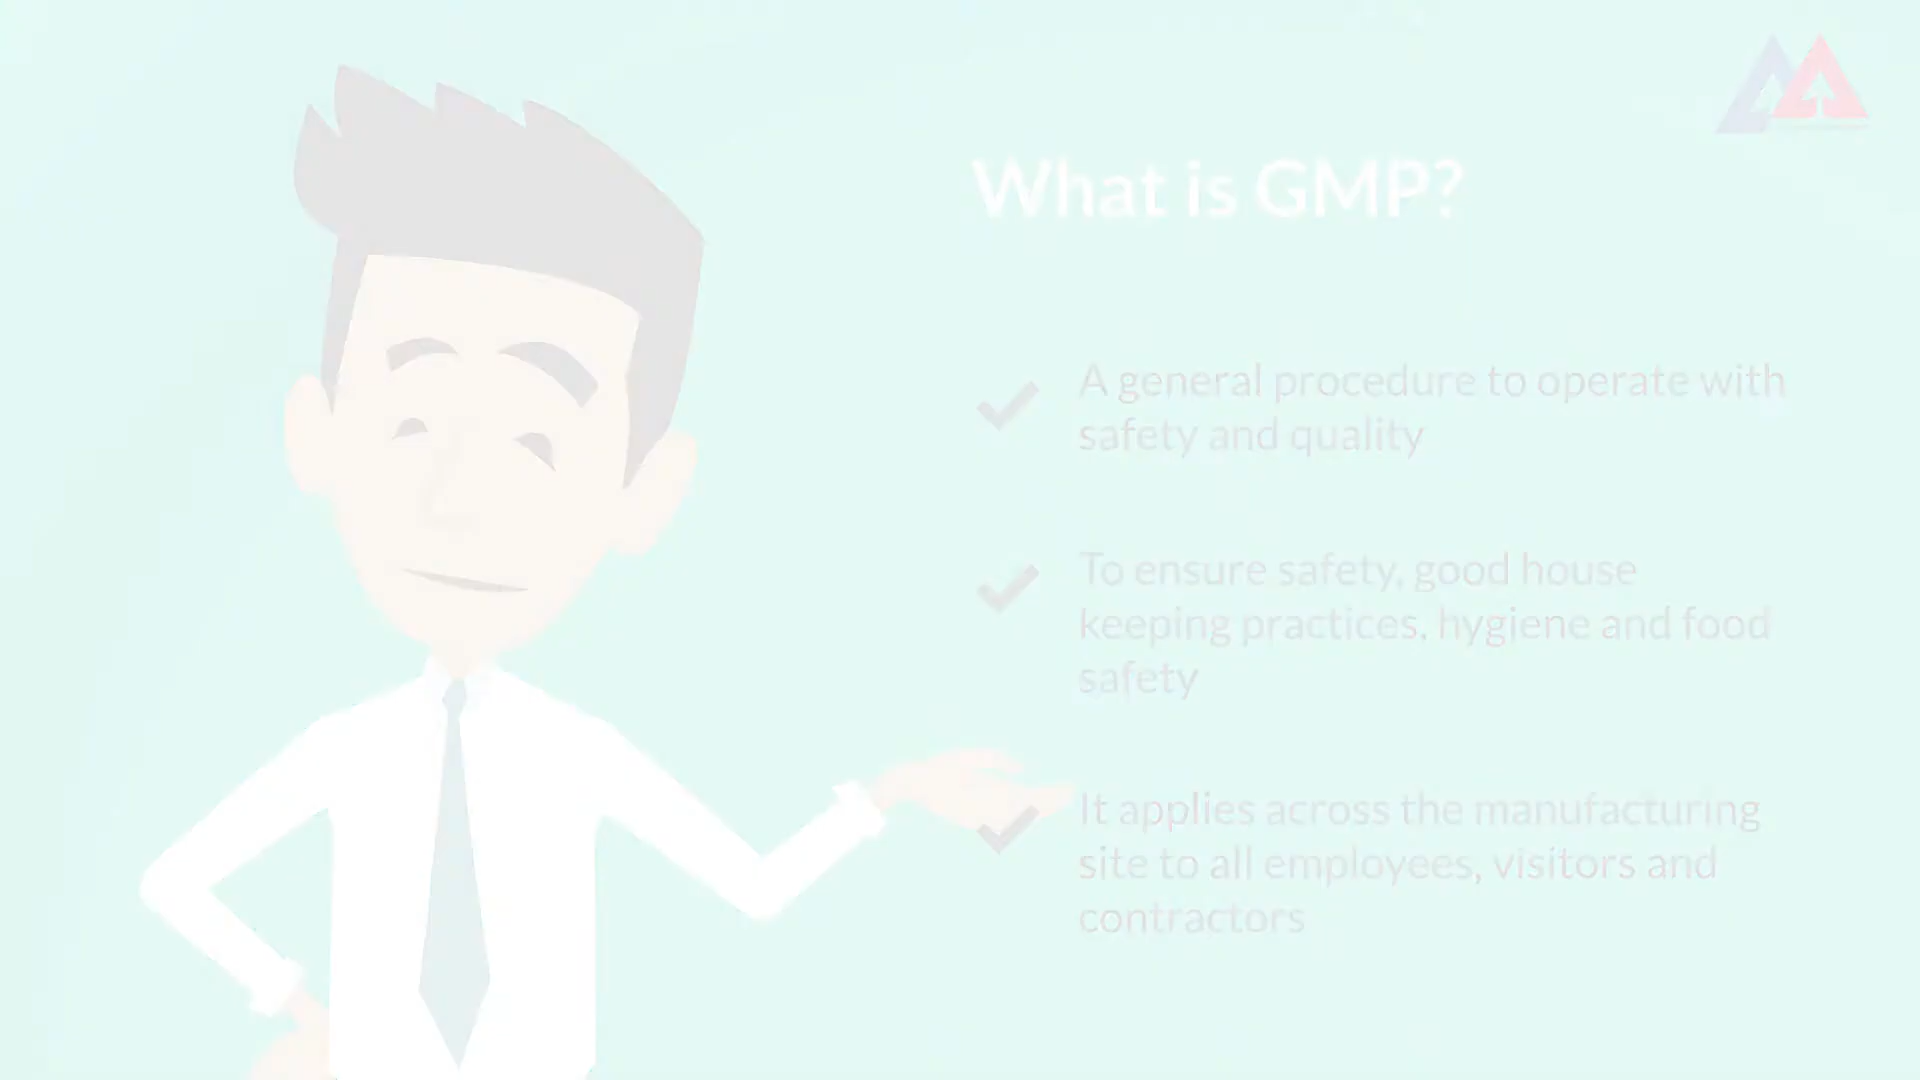 What is GMP?
A general procedure to operate with
safety and quality
To ensure safety, good house
keeping practices, hygiene and food
safety
It applies across the manufacturing
site to all employees, visitors and
contractors